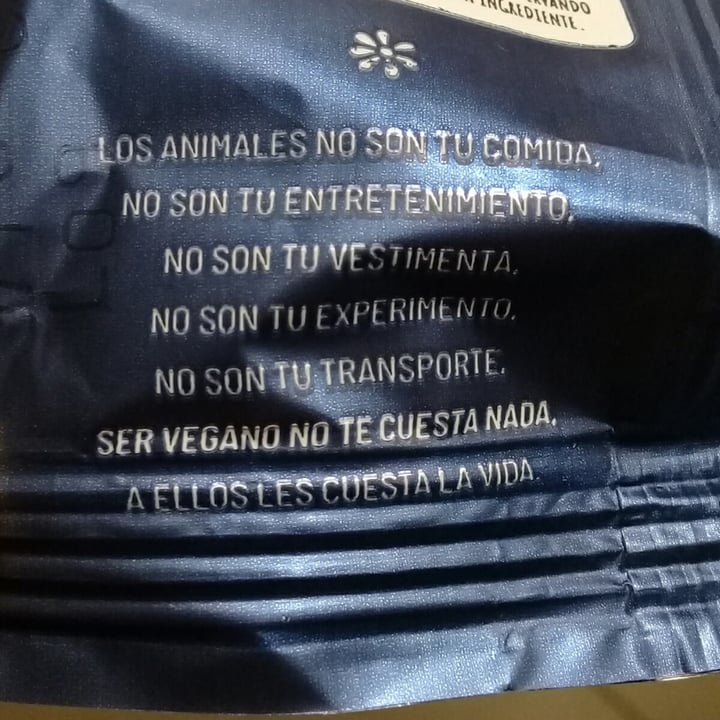 INGREDIENTE.
LOS ANIMALES NO SON TU COMIDA.
NO SON TU ENTRETENIMIENTO.
NO SON TU VESTIMENTA.
NO SON TU EXPERIMENTO.
NO SON TU TRANSPORTE.
SER VEGANO NO TE CUESTA NADA.
A ELLOS LES CUESTA LA VIDA